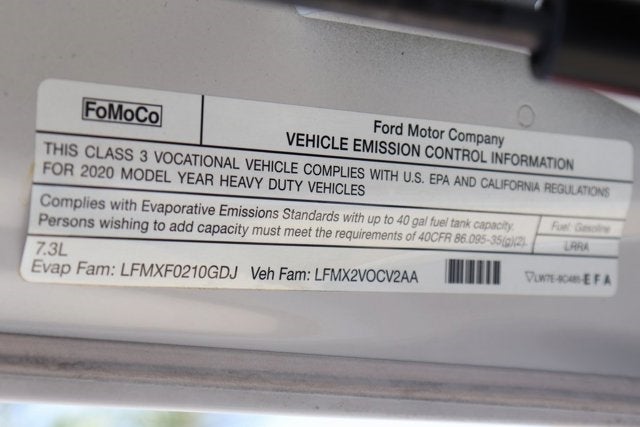 FoMoCo
Ford Motor Company
VEHICLE EMISSION CONTROL INFORMATION
THIS CLASS 3 VOCATIONAL VEHICLE COMPLIES WITH U.S. EPA AND CALIFORNIA REGULATIONS
FOR 2020 MODEL YEAR HEAVY DUTY VEHICLES
Complies with Evaporative Emissions Standards with up to 40 gal fuel tank capacity.
Persons wishing to add capacity must meet the requirements of 40CFR 86.095-35(g)(2).
Fuel: Gasoline
LRRA
7.3L
Evap Fam: LFMXF0210GDJ Veh Fam: LFMX2VOCV2AA
LW7E-9C485-EFA